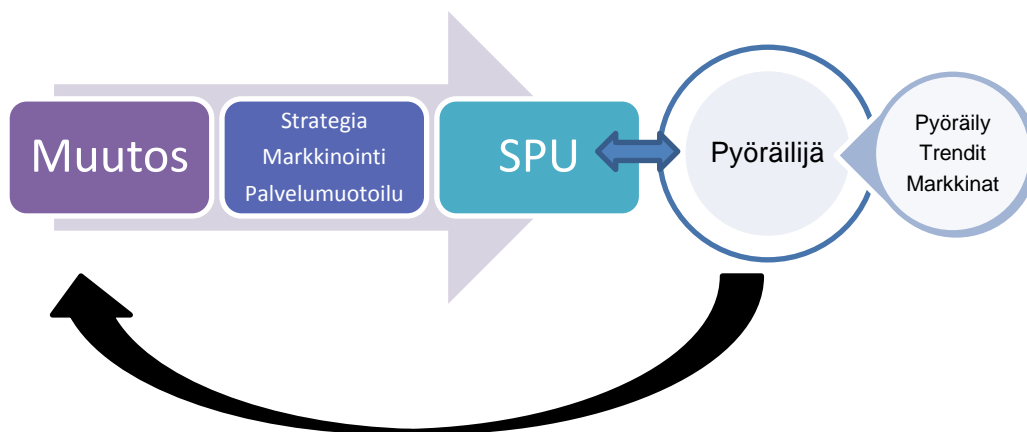 Muutos
Strategia
Markkinointi
Palvelumuotoilu
SPU
Pyöräilijä
Pyöräily
Trendit
Markkinat